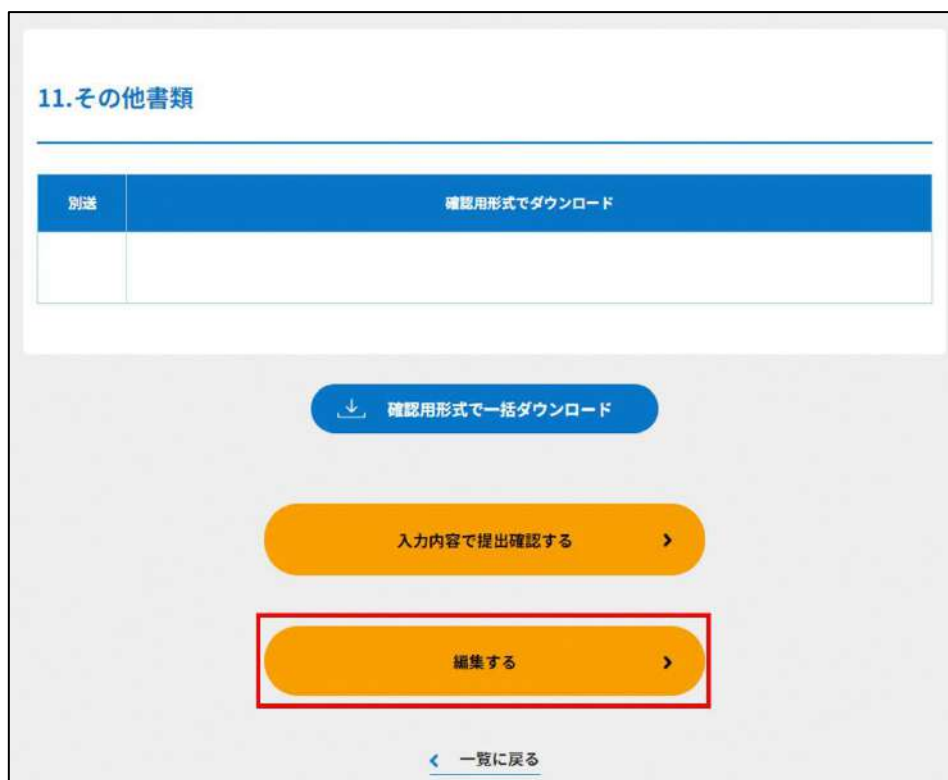 11.その他書類
別送 確認用形式でダウンロード
確認用形式で一括ダウンロード
入力内容で提出確認する
編集する
一覧に戻る